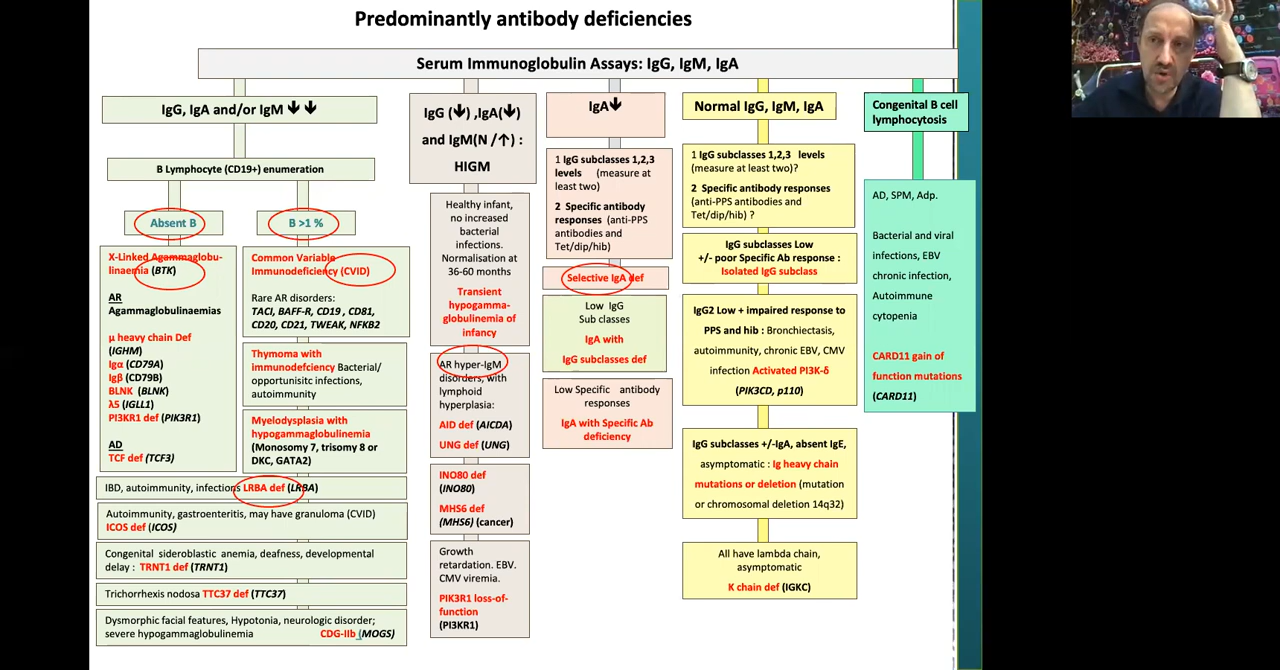 Predominantly antibody deficiencies
Serum Immunoglobulin Assays: IgG, IgM, IgA
IgG, IgA and/or IgM 🡻 🡻
B Lymphocyte (CD19+) enumeration
Absent B
X-Linked Agammaglobu-
linaemia (BTK)
AR
Agammaglobulinaemias
µ heavy chain Def
(IGHM)
Igα (CD79A)
Igβ (CD79B)
BLNK (BLNK)
λ5 (IGLL1)
PI3KR1 def (PIK3R1)
AD
TCF def (TCF3)
B >1 %
Common Variable
Immunodeficiency (CVID)
Rare AR disorders:
TACI, BAFF-R, CD19 , CD81,
CD20, CD21, TWEAK, NFKB2
Thymoma with
immunodefciency Bacterial/
opportunisitc infections,
autoimmunity
Myelodysplasia with
hypogammaglobulinemia
(Monosomy 7, trisomy 8 or
DKC, GATA2)
IBD, autoimmunity, infections LRBA def (LRBA)
Autoimmunity, gastroenteritis, may have granuloma (CVID)
ICOS def (ICOS)
Congenital sideroblastic anemia, deafness, developmental
delay : TRNT1 def (TRNT1)
Trichorrhexis nodosa TTC37 def (TTC37)
Dysmorphic facial features, Hypotonia, neurologic disorder;
severe hypogammaglobulinemia CDG-IIb (MOGS)
IgG (🡻) ,IgA(🡻)
and IgM(N /↑) :
HIGM
Healthy infant,
no increased
bacterial
infections.
Normalisation at
36-60 months
Transient
hypogamma-
globulinemia of
infancy
AR hyper-IgM
disorders, with
lymphoid
hyperplasia:
AID def (AICDA)
UNG def (UNG)
INO80 def
(INO80)
MHS6 def
(MHS6) (cancer)
Growth
retardation. EBV.
CMV viremia.
PIK3R1 loss-of-
function
(PI3KR1)
IgA🡻
1 IgG subclasses 1,2,3
levels (measure at
least two)
2 Specific antibody
responses (anti-PPS
antibodies and
Tet/dip/hib)
Selective IgA def
Low IgG
Sub classes
IgA with
IgG subclasses def
Low Specific antibody
responses
IgA with Specific Ab
deficiency
Normal IgG, IgM, IgA
1 IgG subclasses 1,2,3 levels
(measure at least two)?
2 Specific antibody responses
(anti-PPS antibodies and
Tet/dip/hib) ?
IgG subclasses Low
+/- poor Specific Ab response :
Isolated IgG subclass
IgG2 Low + impaired response to
PPS and hib : Bronchiectasis,
autoimmunity, chronic EBV, CMV
infection Activated PI3K-δ
(PIK3CD, p110)
IgG subclasses +/-IgA, absent IgE,
asymptomatic : Ig heavy chain
mutations or deletion (mutation
or chromosomal deletion 14q32)
All have lambda chain,
asymptomatic
K chain def (IGKC)
Congenital B cell
lymphocytosis
AD, SPM, Adp.
Bacterial and viral
infections, EBV
chronic infection,
Autoimmune
cytopenia
CARD11 gain of
function mutations
(CARD11)